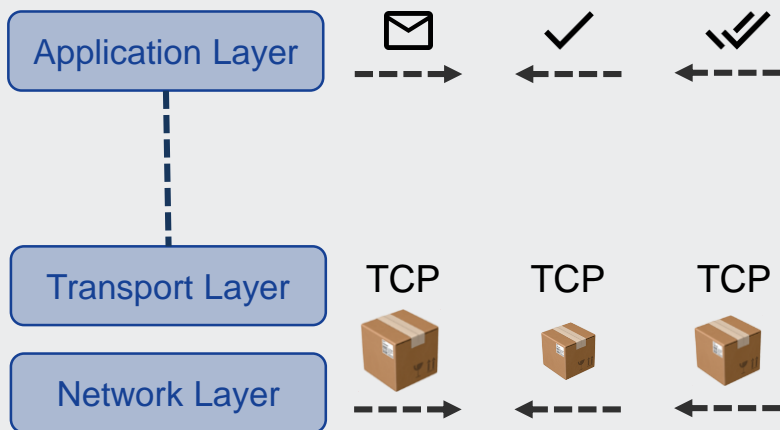 Application Layer
Transport Layer
TCP
TCP
TCP
Network Layer